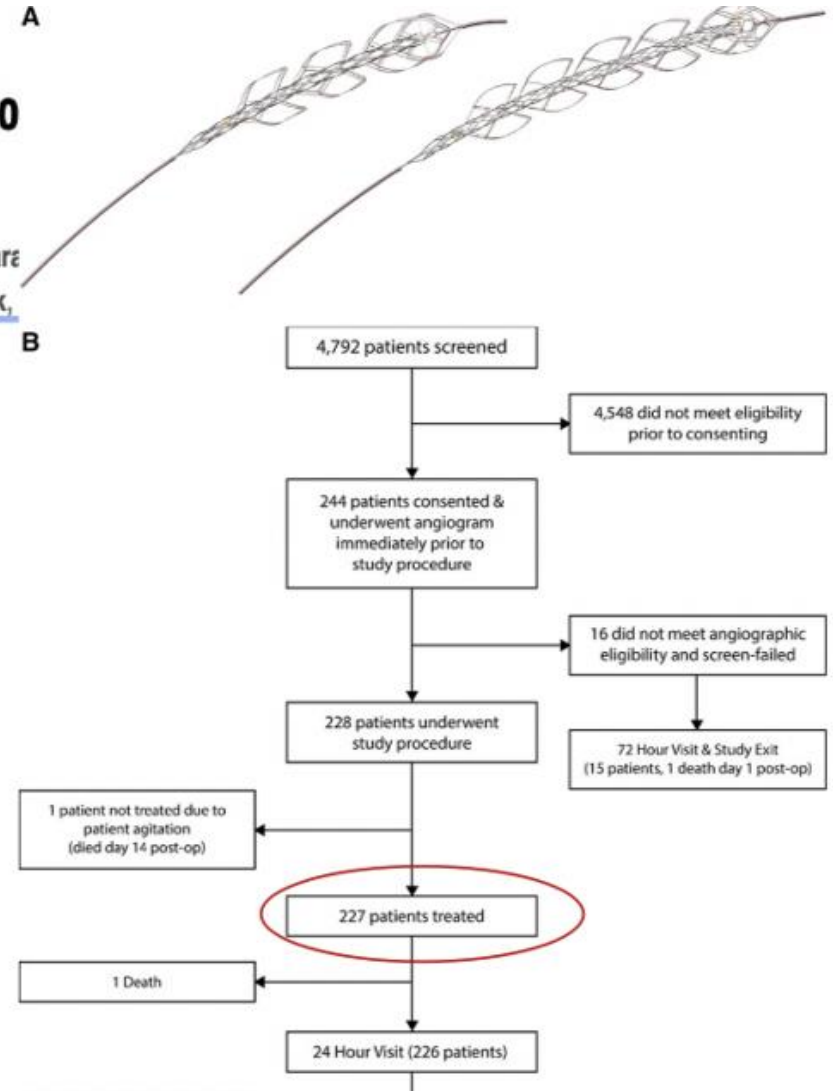 A
0
B
4,792 patients screened
4,548 did not meet eligibility
prior to consenting
244 patients consented &
underwent angiogram
immediately prior to
study procedure
16 did not meet angiographic
eligibility and screen-failed
228 patients underwent
study procedure
72 Hour Visit & Study Exit
(15 patients, 1 death day 1 post-op)
1 patient not treated due to
patient agitation
(died day 14 post-op)
227 patients treated
1 Death
24 Hour Visit (226 patients)